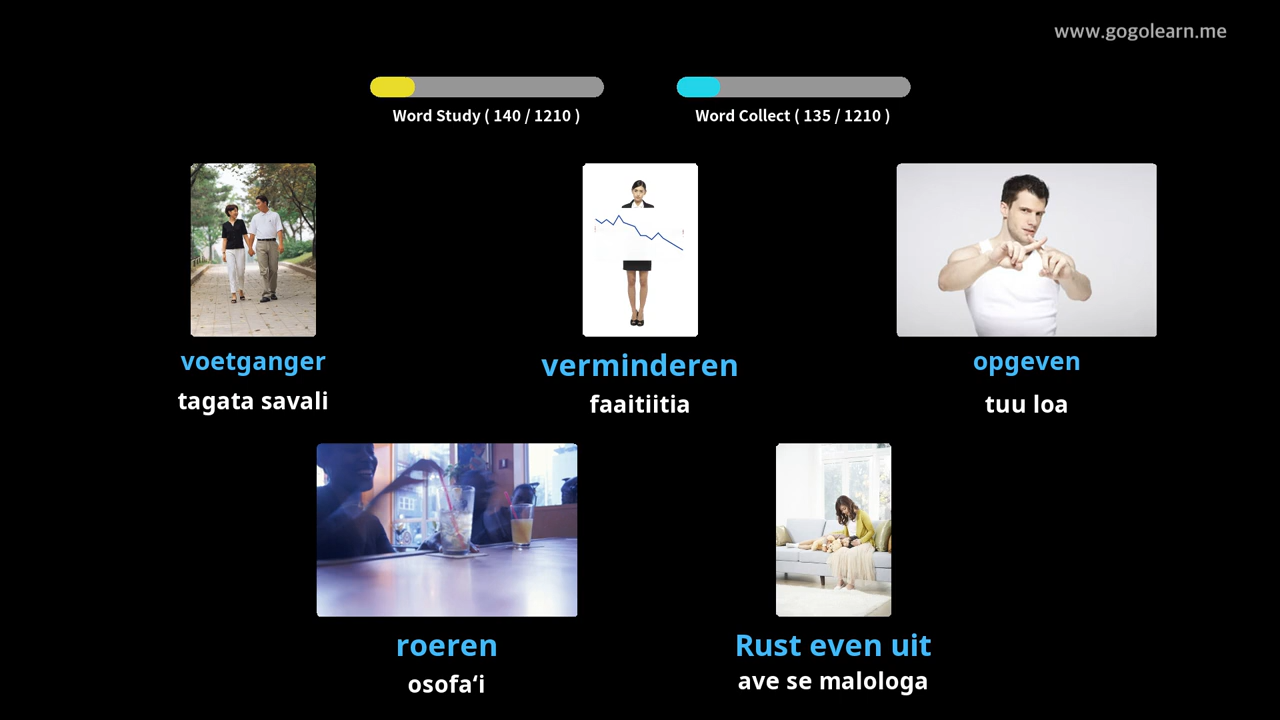 www.gogolearn.me
Word Study ( 140 / 1210 )
Word Collect ( 135 / 1210 )
voetganger
tagata savali
verminderen
faaitiitia
opgeven
tuu loa
roeren
osofa‘i
Rust even uit
ave se malologa